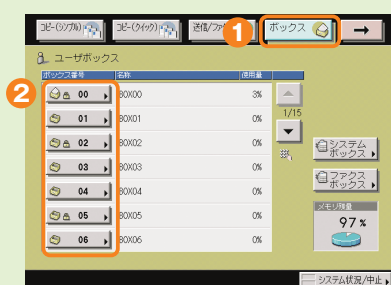 コピー(シンプル)
コピー(クイック)
送信/ファ
1
ボックス
→
ユーザボックス
ボックス番号
名称
使用量
2
00
BOX00
3%
01
BOX01
0%
1/15
02
BOX02
0%
システム
ボックス
03
BOX03
0%
ファクス
ボックス
04
BOX04
0%
05
BOX05
0%
メモリ残量
97%
06
BOX06
0%
システム状況/中止